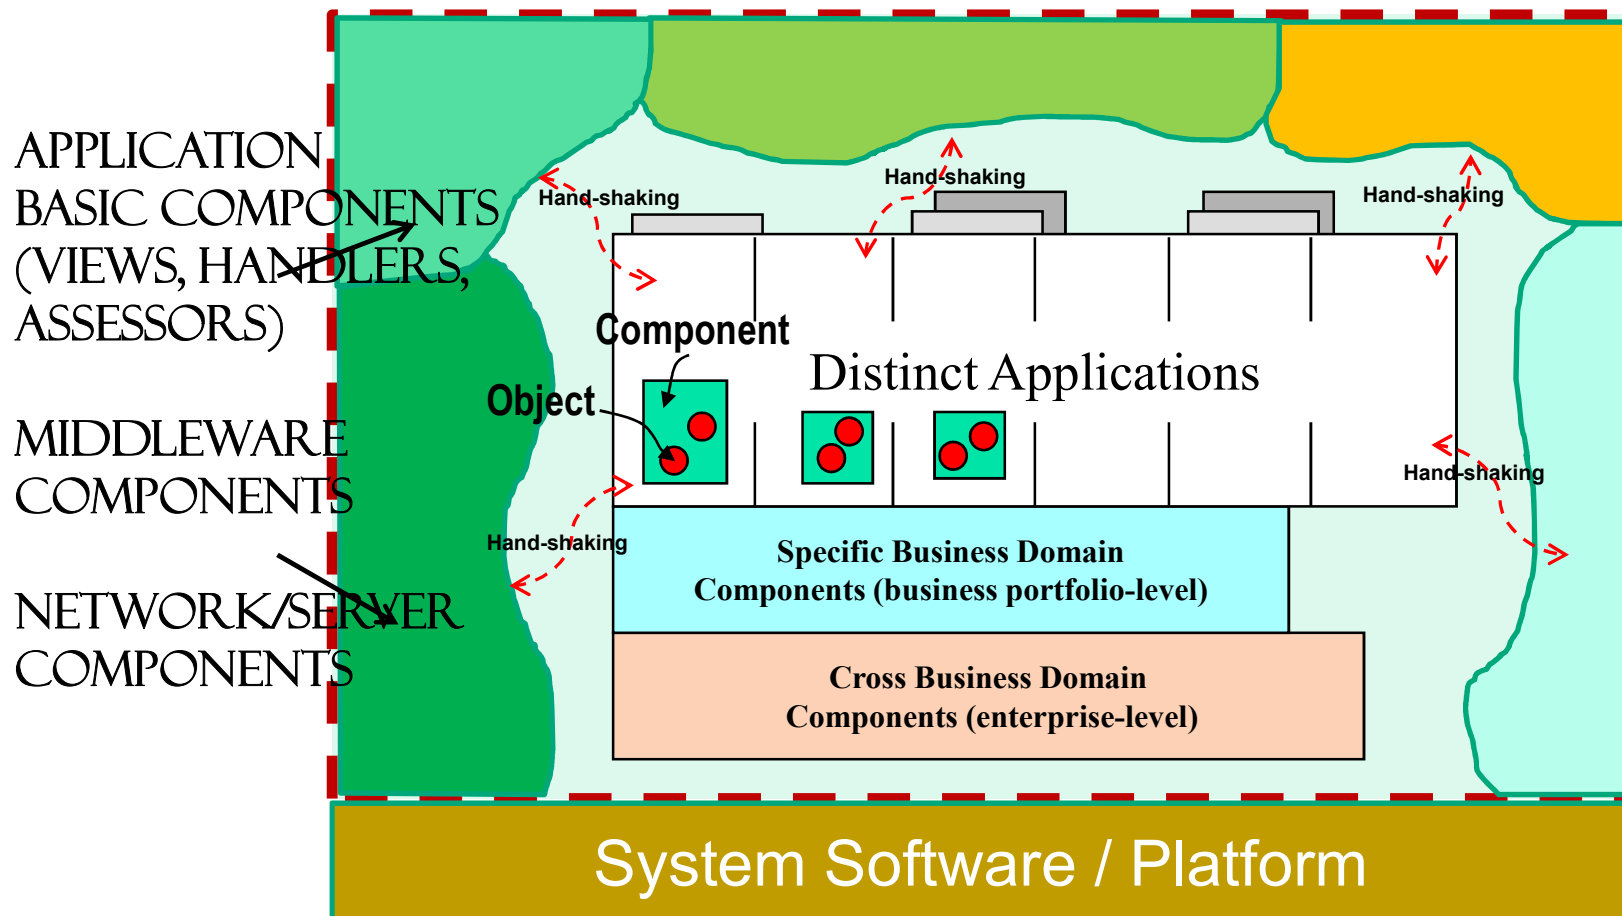 APPLICATION
BASIC COMPONENTS
(VIEWS, HANDLERS,
ASSESSORS)
MIDDLEWARE
COMPONENTS
NETWORK/SERVER
COMPONENTS
Hand-shaking
Hand-shaking
Hand-shaking
Component
Object
Distinct Applications
Hand-shaking
Hand-shaking
Specific Business Domain
Components (business portfolio-level)
Cross Business Domain
Components (enterprise-level)
System Software / Platform